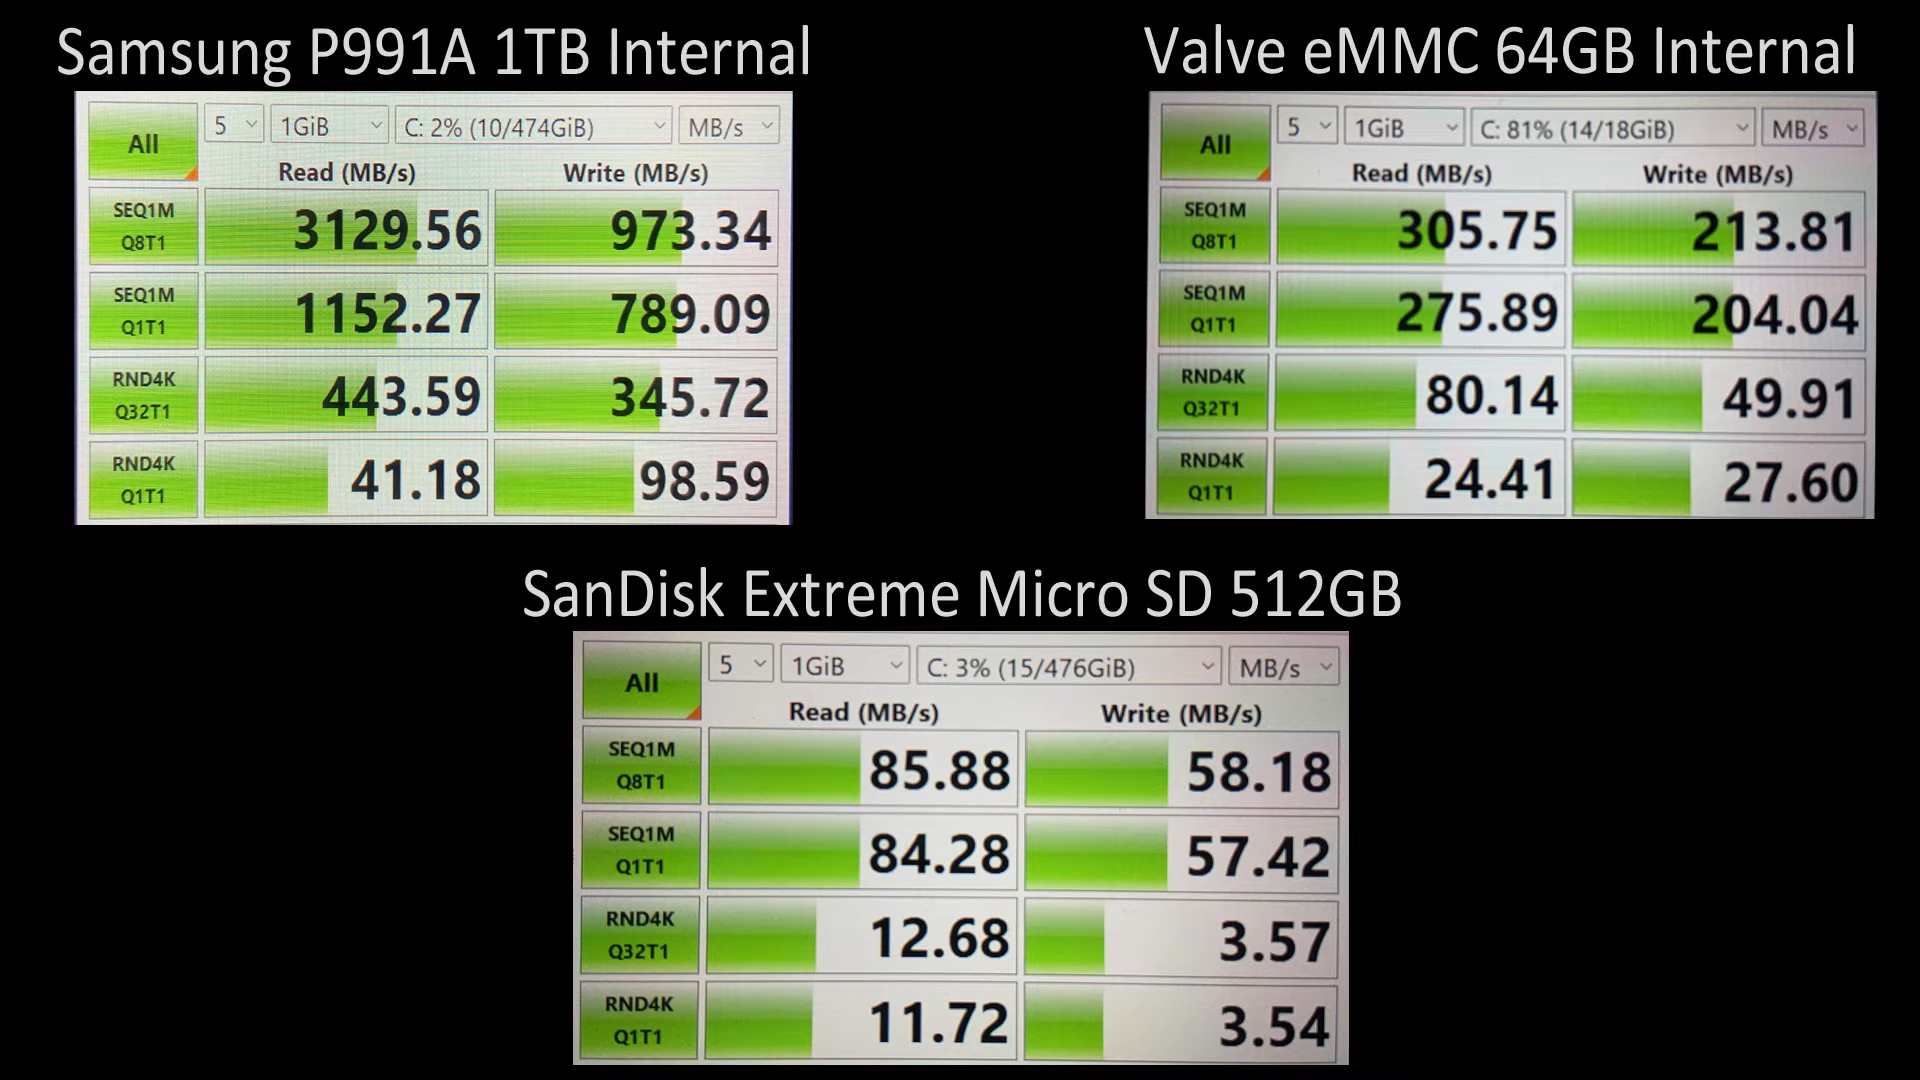 Samsung P991A 1TB Internal
All 5 1GiB C: 2% (10/474GiB) MB/s
Read (MB/s) Write (MB/s)
SEQ1M Q8T1 3129.56 973.34
SEQ1M Q1T1 1152.27 789.09
RND4K Q32T1 443.59 345.72
RND4K Q1T1 41.18 98.59
Valve eMMC 64GB Internal
All 5 1GiB C: 81% (14/18GiB) MB/s
Read (MB/s) Write (MB/s)
SEQ1M Q8T1 305.75 213.81
SEQ1M Q1T1 275.89 204.04
RND4K Q32T1 80.14 49.91
RND4K Q1T1 24.41 27.60
SanDisk Extreme Micro SD 512GB
All 5 1GiB C: 3% (15/476GiB) MB/s
Read (MB/s) Write (MB/s)
SEQ1M Q8T1 85.88 58.18
SEQ1M Q1T1 84.28 57.42
RND4K Q32T1 12.68 3.57
RND4K Q1T1 11.72 3.54